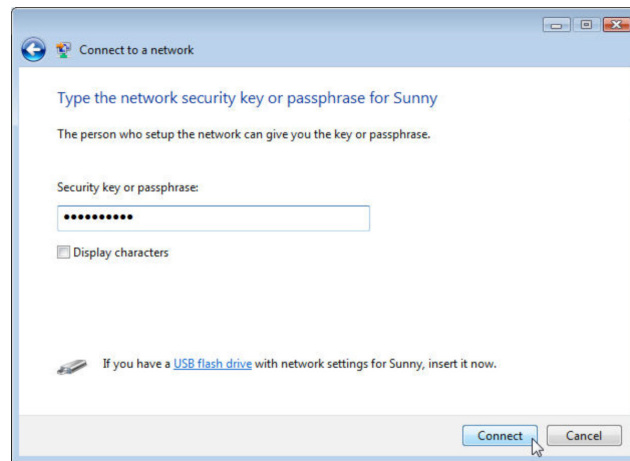 Connect to a network
Type the network security key or passphrase for Sunny
The person who setup the network can give you the key or passphrase.
Security key or passphrase:
●●●●●●●●●●
Display characters
If you have a USB flash drive with network settings for Sunny, insert it now.
Connect Cancel